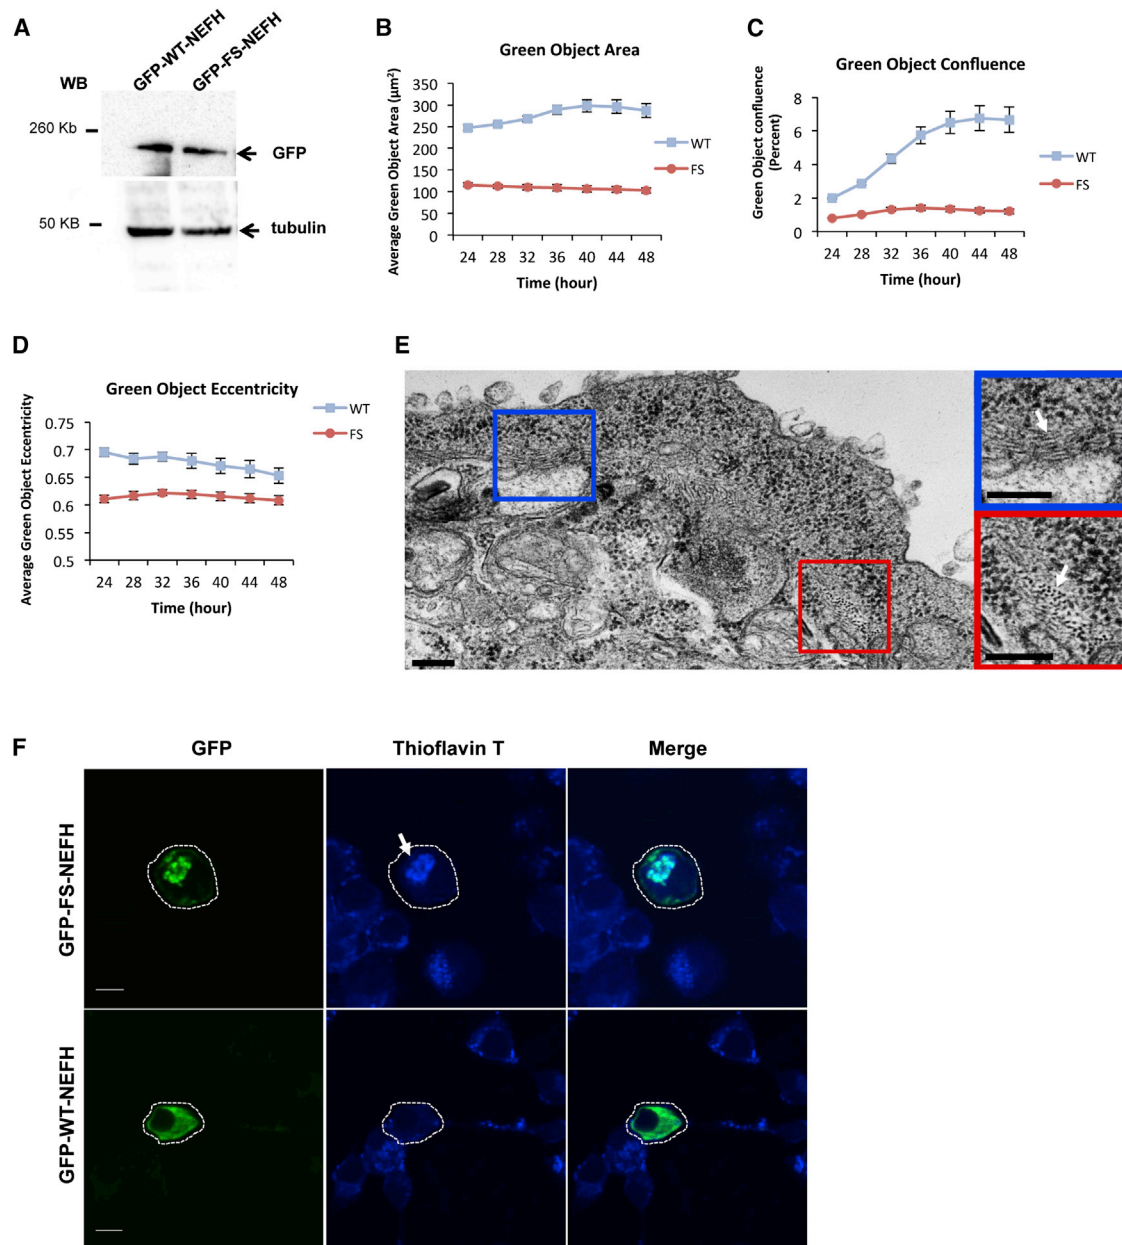 A
WB
GFP-WT-NEFH
GFP-FS-NEFH
260 Kb
GFP
50 KB
tubulin
B
Green Object Area
Average Green Object Area (µm²)
350
300
250
200
150
100
50
0
24 28 32 36 40 44 48
Time (hour)
WT
FS
C
Green Object Confluence
Green Object confluence
(Percent)
8
6
4
2
0
24 28 32 36 40 44 48
Time (hour)
WT
FS
D
Green Object Eccentricity
Average Green Object Eccentricity
0.75
0.7
0.65
0.6
0.55
0.5
24 28 32 36 40 44 48
Time (hour)
WT
FS
E
F
GFP
Thioflavin T
Merge
GFP-FS-NEFH
GFP-WT-NEFH